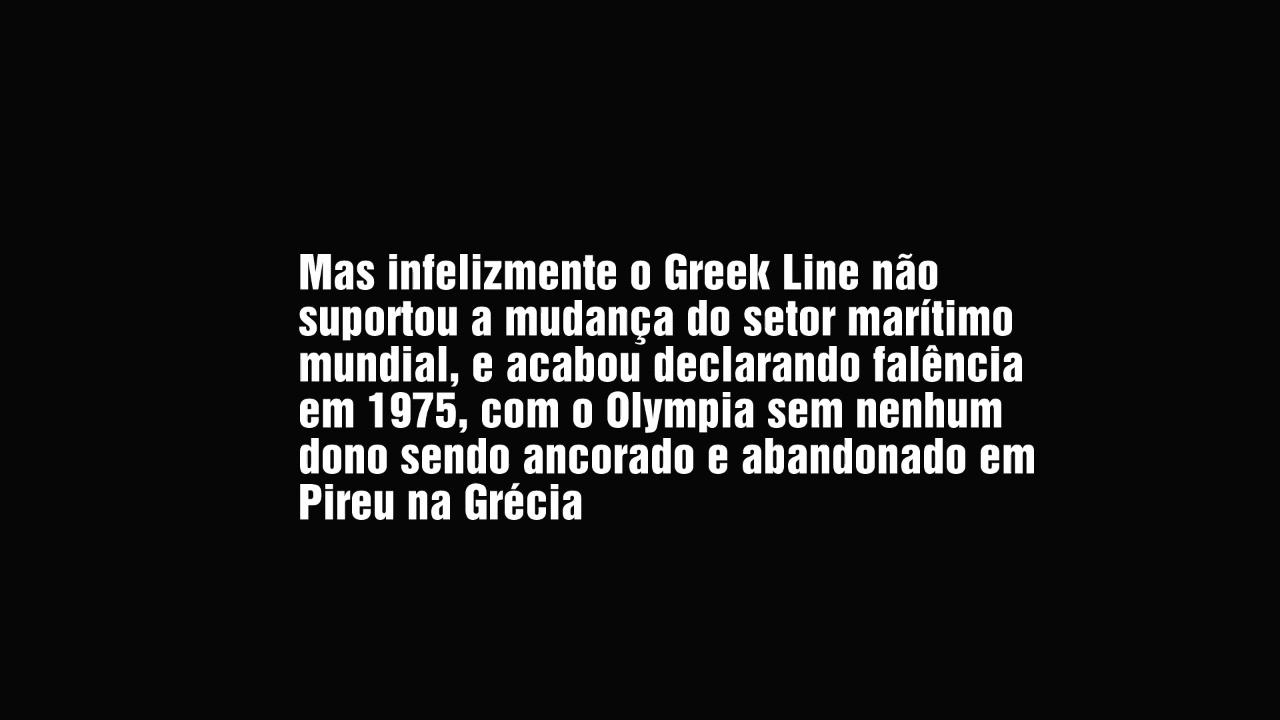 Mas infelizmente o Greek Line não
suportou a mudança do setor marítimo
mundial, e acabou declarando falência
em 1975, com o Olympia sem nenhum
dono sendo ancorado e abandonado em
Pireu na Grécia